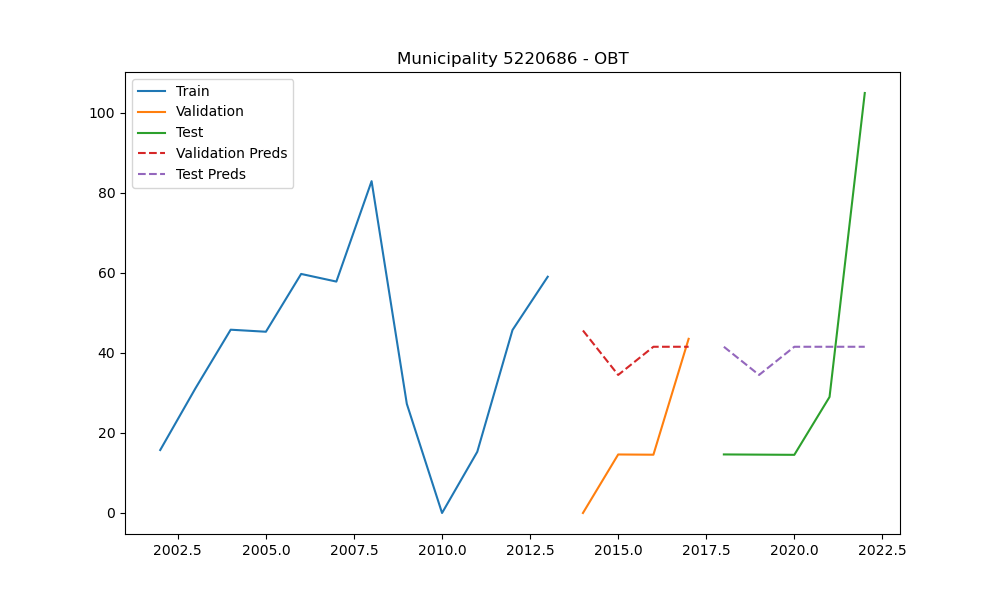 Municipality 5220686 - OBT
Train
Validation
Test
Validation Preds
Test Preds
100
80
60
40
20
0
2002.5 2005.0 2007.5 2010.0 2012.5 2015.0 2017.5 2020.0 2022.5